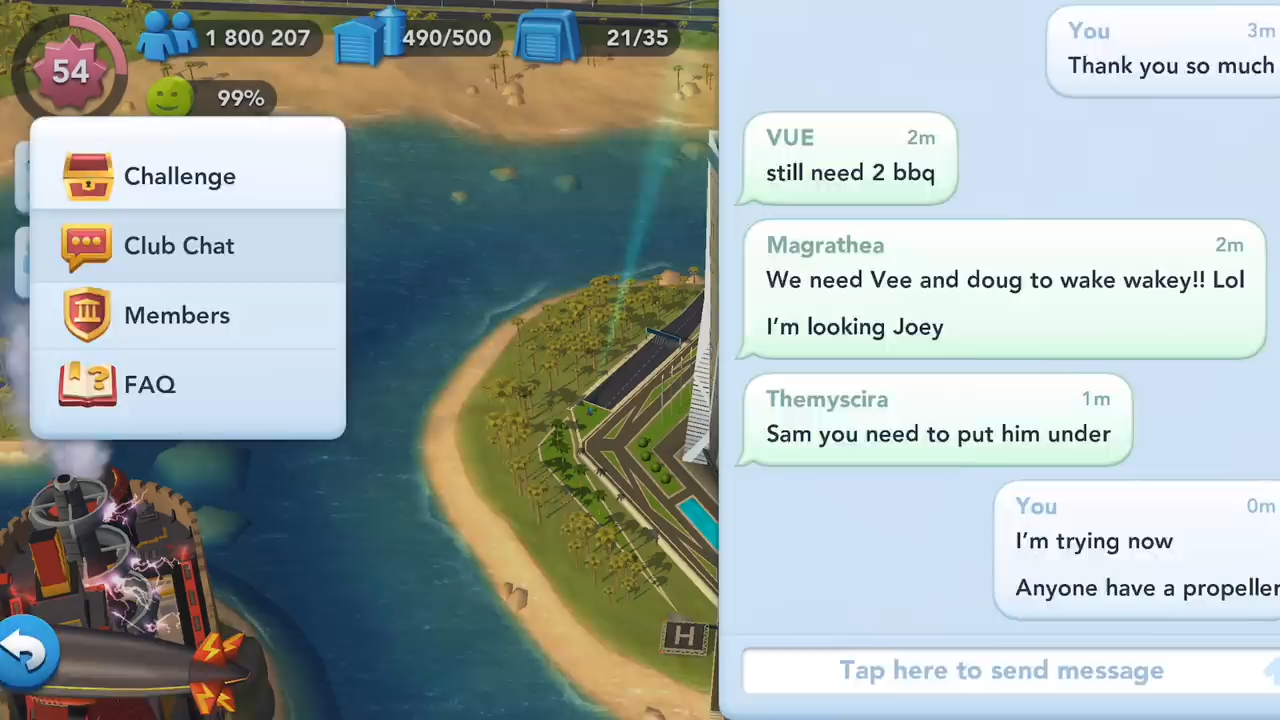 54
1 800 207
490/500
21/35
99%
Challenge
Club Chat
Members
FAQ
H
You 3m
Thank you so much
VUE 2m
still need 2 bbq
Magrathea 2m
We need Vee and doug to wake wakey!! Lol
I'm looking Joey
Themyscira 1m
Sam you need to put him under
You 0m
I'm trying now
Anyone have a propeller
Tap here to send message